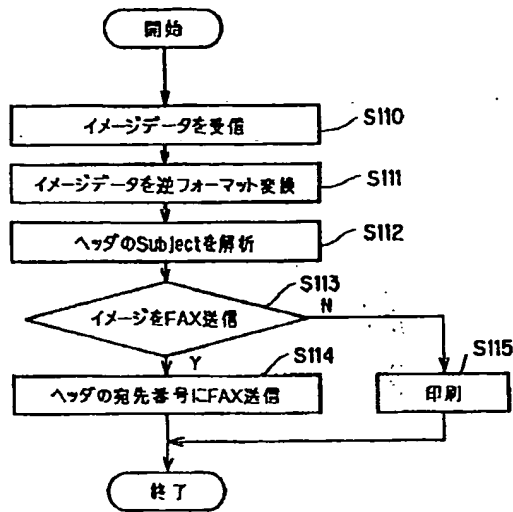 開始
イメージデータを受信
S110
イメージデータを逆フォーマット変換
S111
ヘッダのSubjectを解析
S112
イメージをFAX送信
S113
N
Y
ヘッダの宛先番号にFAX送信
S114
印刷
S115
終了